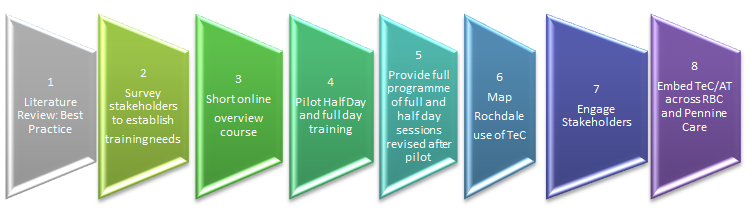 1
Literature
Review: Best
Practice
2
Survey
stakeholders
to establish
trainingneeds
3
Short online
overview
course
4
Pilot Half Day
and full day
training
5
Provide full
programme
of full and
half day
sessions
revised after
pilot
6
Map
Rochdale
use of TeC
7
Engage
Stakeholders
8
Embed TeC/AT
across RBC
and Pennine
Care